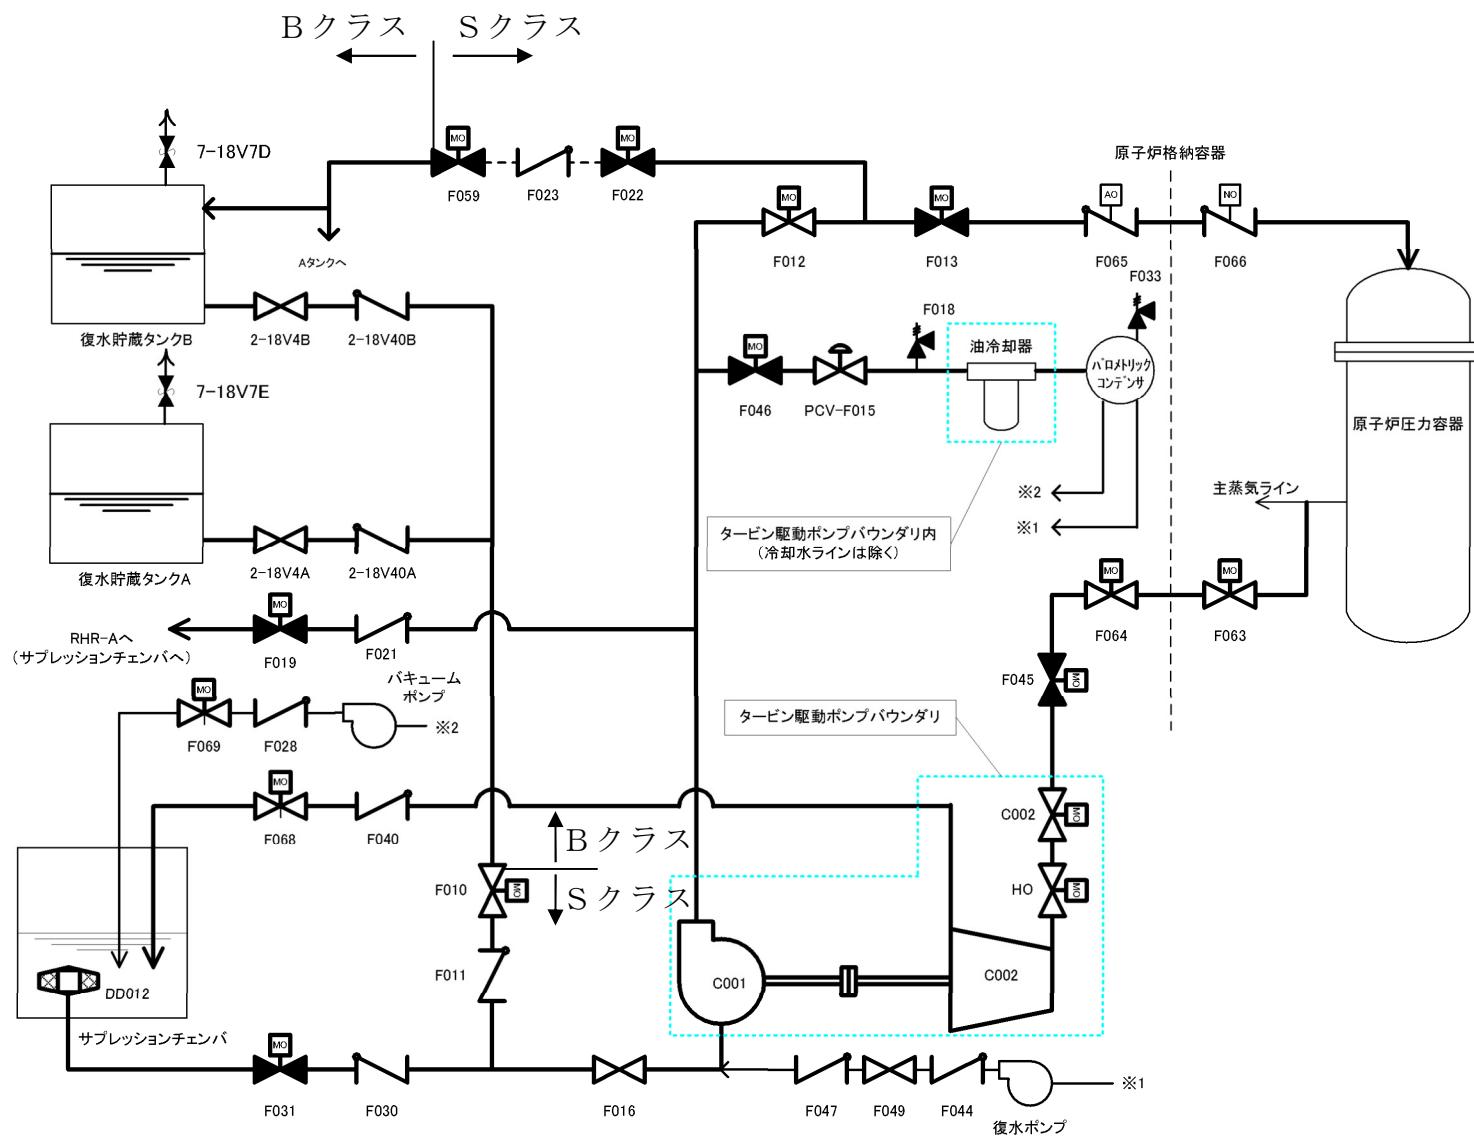 Bクラス
Sクラス
MO
MO
7-18V7D
F059
F023
F022
原子炉格納容器
MO
MO
AO
NO
Aタンクへ
F012
F013
F065
F066
F033
F018
復水貯蔵タンクB
2-18V4B
2-18V40B
MO
油冷却器
バロメトリック
コンデンサ
7-18V7E
F046
PCV-F015
原子炉圧力容器
主蒸気ライン
※2
※1
タービン駆動ポンプバウンダリ内
(冷却水ラインは除く)
復水貯蔵タンクA
2-18V4A
2-18V40A
MO
MO
MO
RHR-Aへ
(サプレッションチェンバへ)
F019
F021
F064
F063
バキューム
ポンプ
F045
MO
MO
※2
F069
F028
タービン駆動ポンプバウンダリ
MO
F068
F040
C002
MO
Bクラス
F010
MO
Sクラス
HO
MO
F011
C001
C002
DD012
サプレッションチェンバ
MO
※1
F031
F030
F016
F047
F049
F044
復水ポンプ